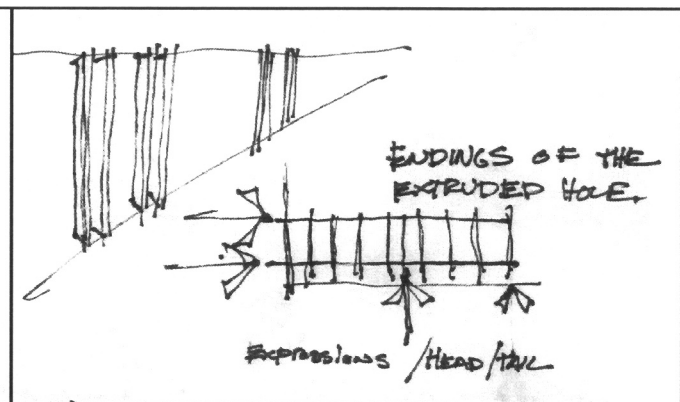 ENDINGS OF THE
EXTRUDED HOLE.
EXPRESSIONS /HEAD/TAIL